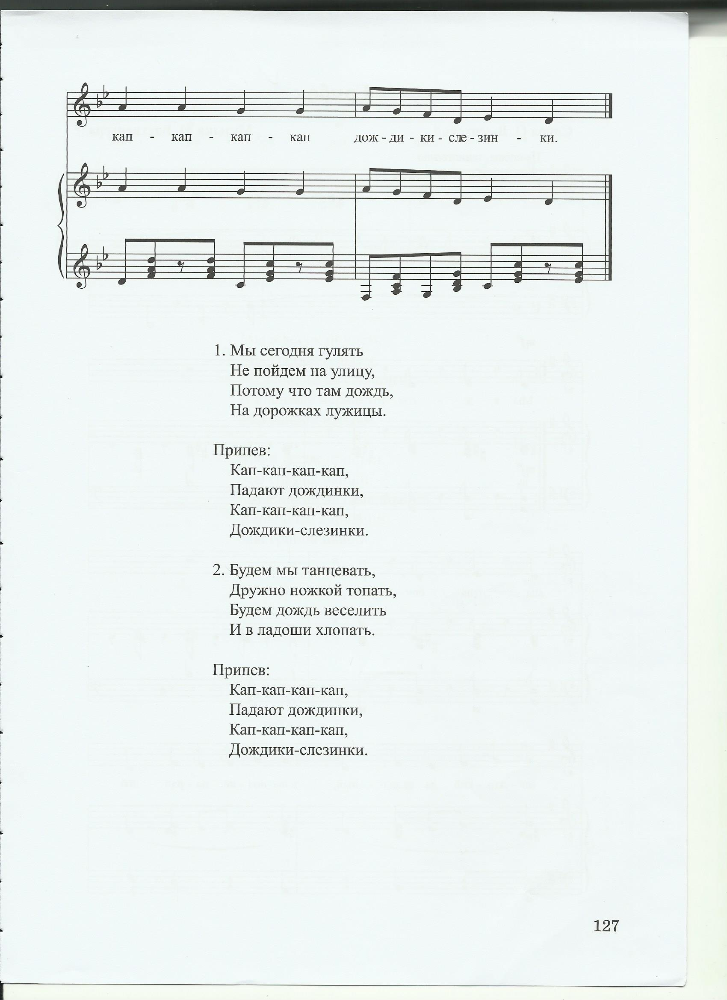 кап - кап - кап - кап дож - ди - ки - сле - зин - ки.
1. Мы сегодня гулять
Не пойдем на улицу,
Потому что там дождь,
На дорожках лужицы.
Припев:
Кап-кап-кап-кап,
Падают дождинки,
Кап-кап-кап-кап,
Дождики-слезинки.
2. Будем мы танцевать,
Дружно ножкой топать,
Будем дождь веселить
И в ладоши хлопать.
Припев:
Кап-кап-кап-кап,
Падают дождинки,
Кап-кап-кап-кап,
Дождики-слезинки.
127